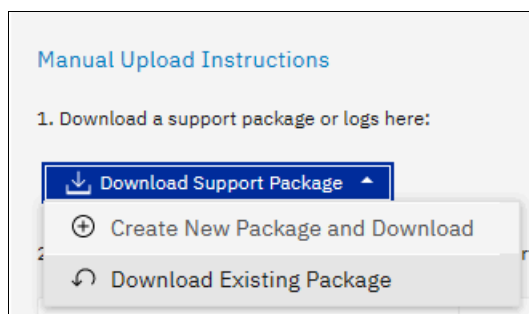 Manual Upload Instructions
1. Download a support package or logs here:
Download Support Package
Create New Package and Download
2
Download Existing Package